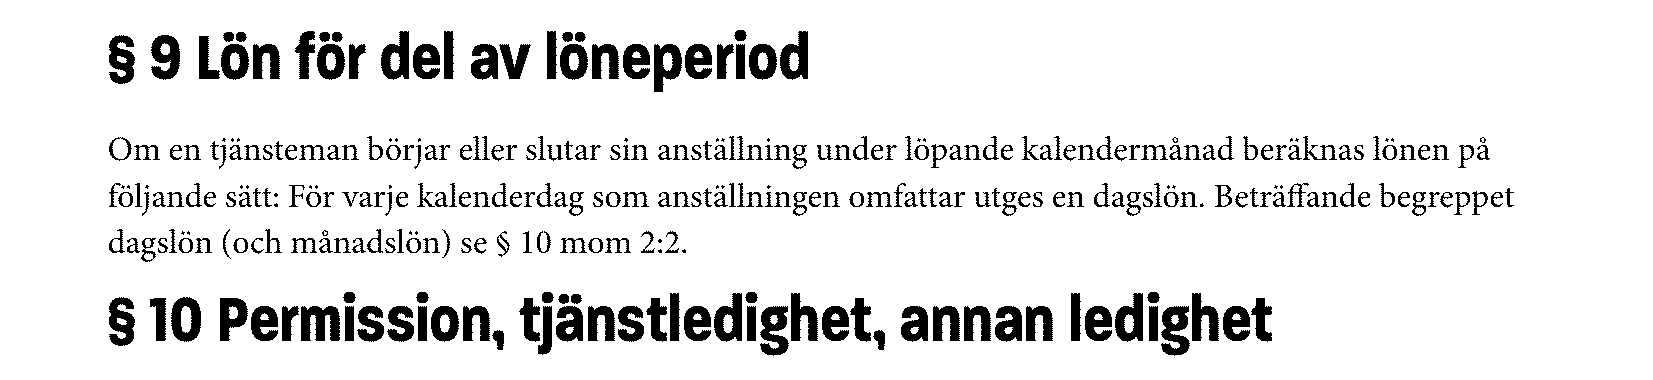 § 9 Lön för del av löneperiod
Om en tjänsteman börjar eller slutar sin anställning under löpande kalendermånad beräknas lönen på
följande sätt: För varje kalenderdag som anställningen omfattar utges en dagslön. Beträffande begreppet
dagslön (och månadslön) se § 10 mom 2:2.
§ 10 Permission, tjänstledighet, annan ledighet